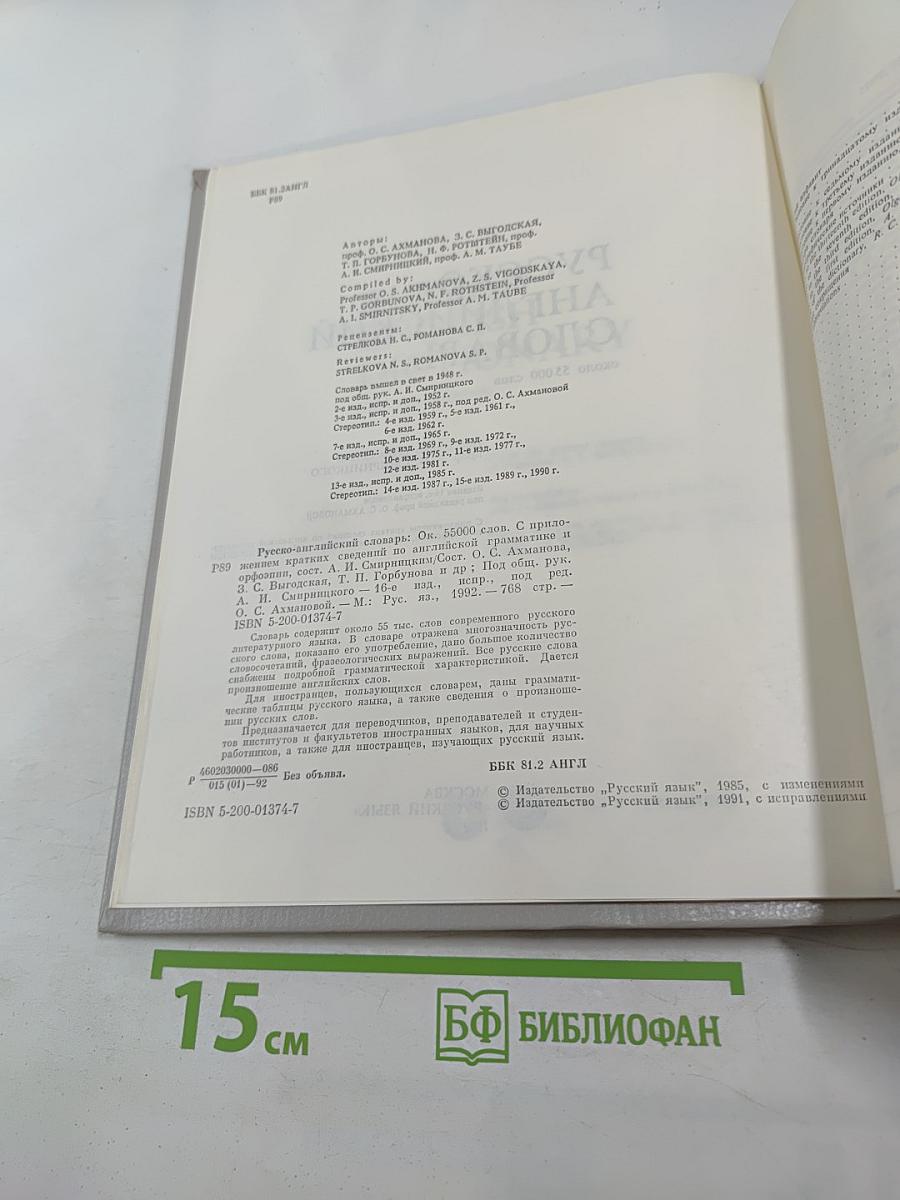 ББК 81.2АНГЛ
Р89
Авторы:
проф. О. С. АХМАНОВА, З. С. ВЫГОДСКАЯ,
Т. П. ГОРБУНОВА, Н. Ф. РОТШТЕЙН, проф.
А. И. СМИРНИЦКИЙ, проф. А. М. ТАУБЕ
Compiled by:
Professor O. S. AKHMANOVA, Z. S. VIGODSKAYA,
T. P. GORBUNOVA, N. F. ROTHSTEIN, Professor
A. I. SMIRNITSKY, Professor A. M. TAUBE
Рецензенты:
СТРЕЛКОВА Н. С., РОМАНОВА С. П.
Reviewers:
STRELKOVA N. S., ROMANOVA S. P.
Словарь вышел в свет в 1948 г.
под общ. рук. А. И. Смирницкого
2-е изд., испр. и доп., 1952 г.
3-е изд., испр. и доп., 1958 г., под ред. О. С. Ахмановой
Стереотип.: 4-е изд. 1959 г., 5-е изд. 1961 г.,
6-е изд. 1962 г.
7-е изд., испр. и доп., 1965 г.
Стереотип.: 8-е изд. 1969 г., 9-е изд. 1972 г.,
10-е изд. 1975 г., 11-е изд. 1977 г.,
12-е изд. 1981 г.
13-е изд., испр. и доп., 1985 г.
Стереотип.: 14-е изд. 1987 г., 15-е изд. 1989 г., 1990 г.
Русско-английский словарь: Ок. 55000 слов. С прило-
Р89 жением кратких сведений по английской грамматике и
орфоэпии, сост. А. И. Смирницким/Сост. О. С. Ахманова,
З. С. Выгодская, Т. П. Горбунова и др ; Под общ. рук.
А. И. Смирницкого — 16-е изд., испр., под ред.
О. С. Ахмановой. — М.: Рус. яз., 1992. — 768 стр. —
ISBN 5-200-01374-7
Словарь содержит около 55 тыс. слов современного русского
литературного языка. В словаре отражена многозначность рус-
ского слова, показано его употребление, дано большое количество
словосочетаний, фразеологических выражений. Все русские слова
снабжены подробной грамматической характеристикой. Дается
произношение английских слов.
Для иностранцев, пользующихся словарем, даны граммати-
ческие таблицы русского языка, а также сведения о произноше-
нии русских слов.
Предназначается для переводчиков, преподавателей и студен-
тов институтов и факультетов иностранных языков, для научных
работников, а также для иностранцев, изучающих русский язык.
Р 4602030000—086
015 (01)—92 Без объявл.
ББК 81.2 АНГЛ
ISBN 5-200-01374-7
© Издательство „Русский язык", 1985, с изменениями
© Издательство „Русский язык", 1991, с исправлениями
15 см
БФ БИБЛИОФАН